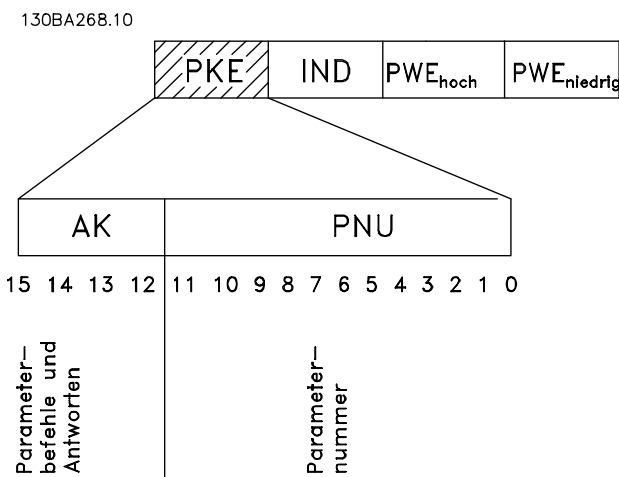 130BA268.10
PKE IND PWEhoch PWEniedrig
AK PNU
15 14 13 12 11 10 9 8 7 6 5 4 3 2 1 0
Parameter–
befehle und
Antworten
Parameter–
nummer